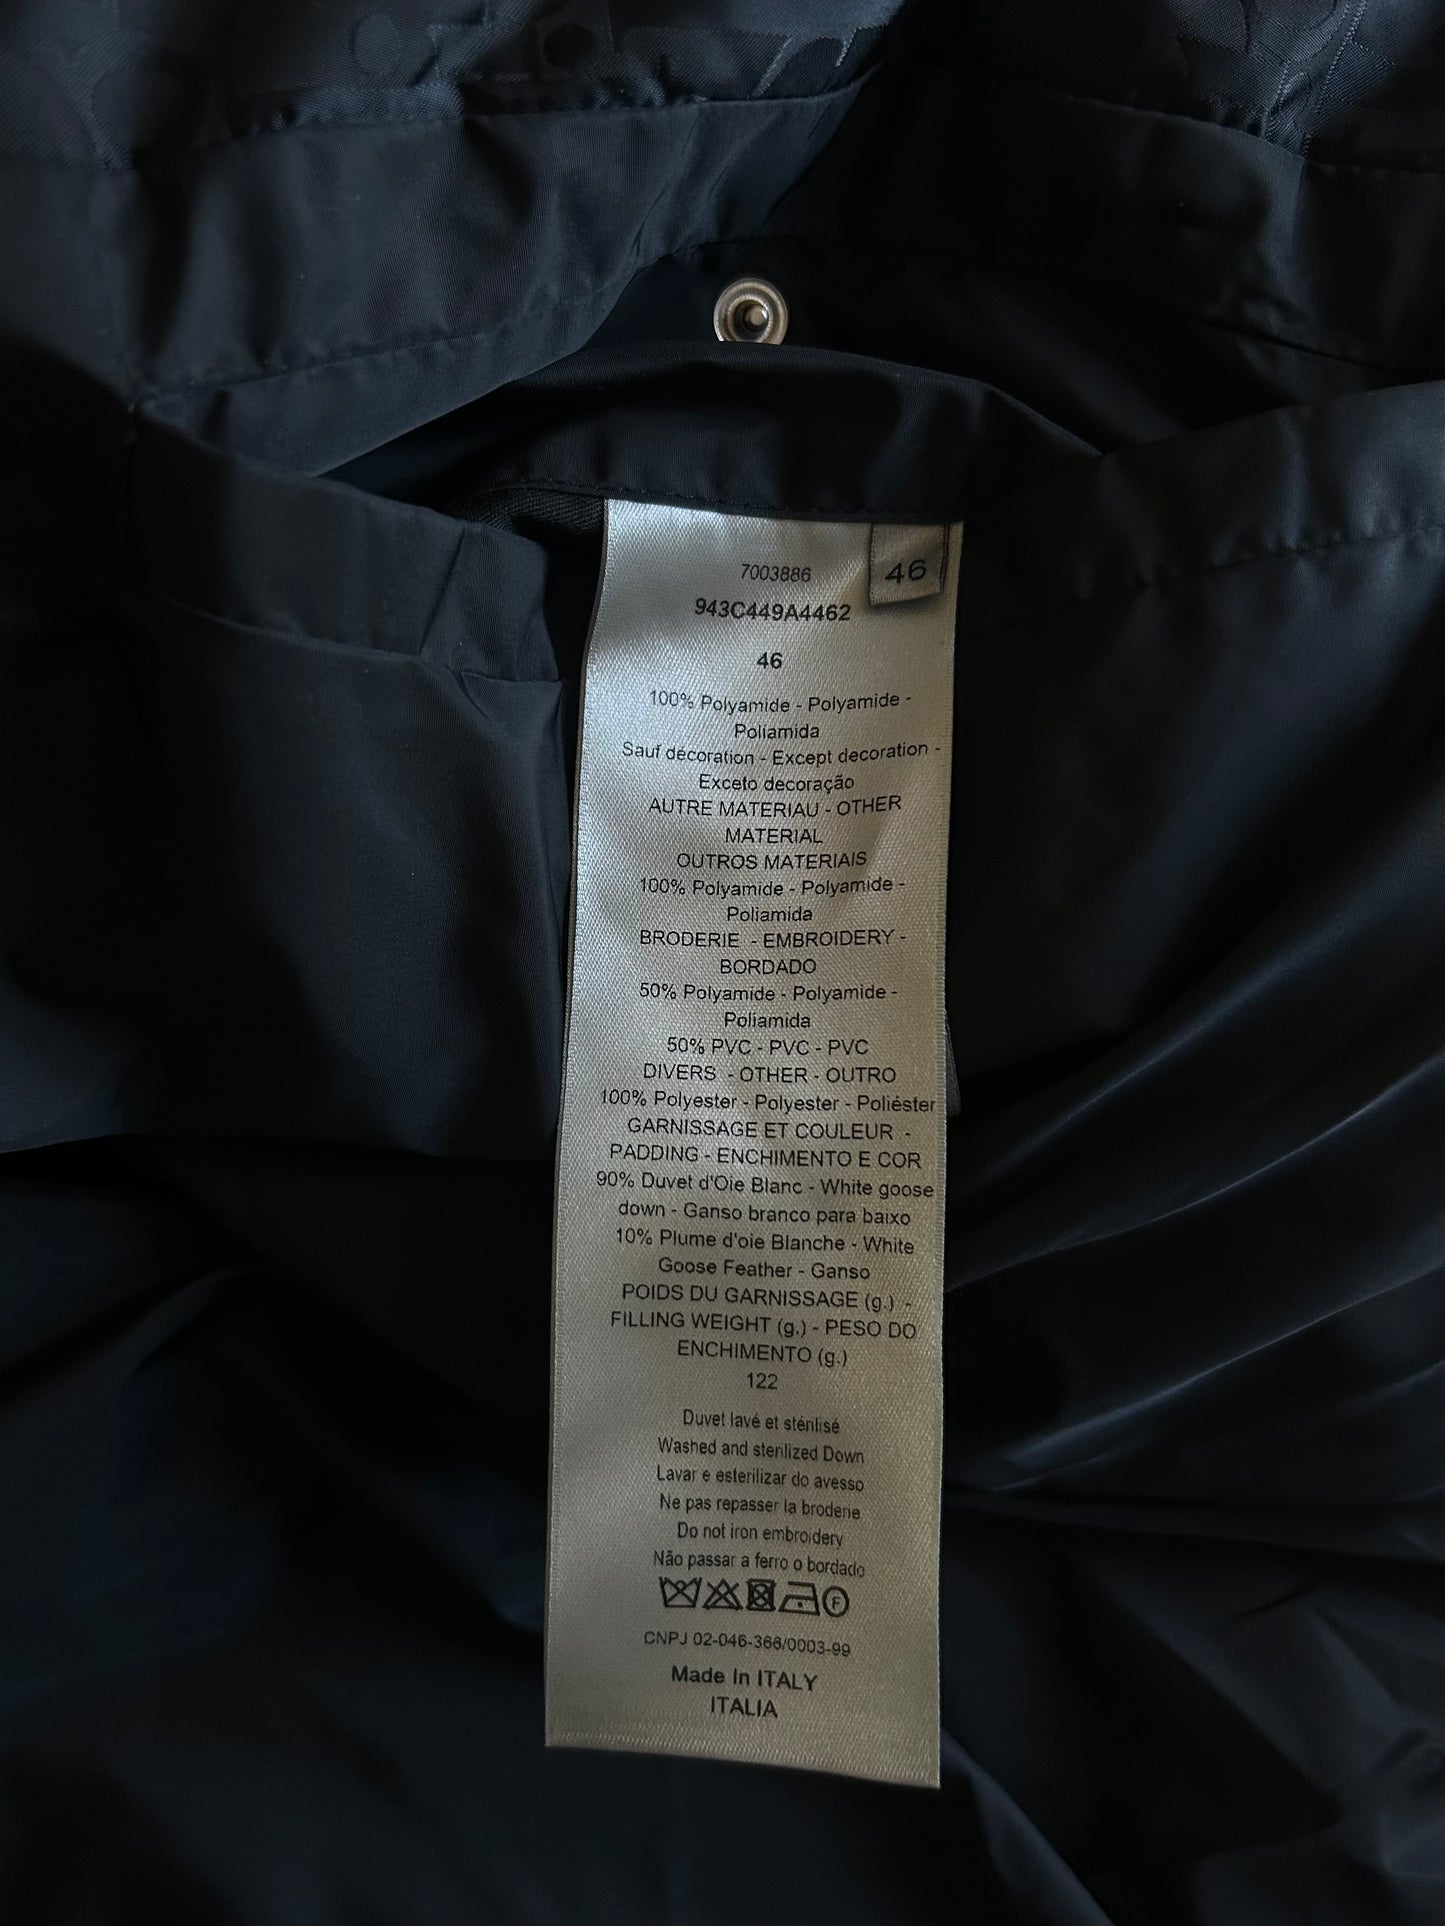 7003886
46
943C449A4462
46
100% Polyamide - Polyamide -
Poliamida
Sauf décoration - Except decoration -
Exceto decoração
AUTRE MATERIAU - OTHER
MATERIAL
OUTROS MATERIAIS
100% Polyamide - Polyamide -
Poliamida
BRODERIE - EMBROIDERY -
BORDADO
50% Polyamide - Polyamide -
Poliamida
50% PVC - PVC - PVC
DIVERS - OTHER - OUTRO
100% Polyester - Polyester - Poliéster
GARNISSAGE ET COULEUR -
PADDING - ENCHIMENTO E COR
90% Duvet d'Oie Blanc - White goose
down - Ganso branco para baixo
10% Plume d'oie Blanche - White
Goose Feather - Ganso
POIDS DU GARNISSAGE (g.) -
FILLING WEIGHT (g.) - PESO DO
ENCHIMENTO (g.)
122
Duvet lavé et stérilisé
Washed and sterilized Down
Lavar e esterilizar do avesso
Ne pas repasser la broderie
Do not iron embroidery
Não passar a ferro o bordado
F
CNPJ 02-046-366/0003-99
Made In ITALY
ITALIA